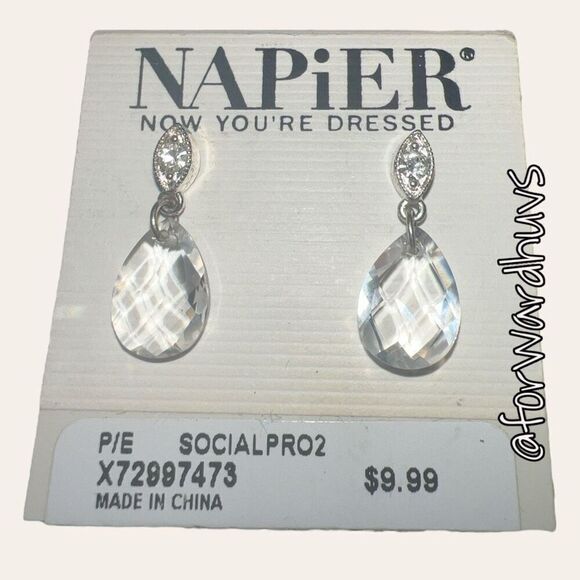 NAPiER®
NOW YOU'RE DRESSED
@forwardhuvs
P/E SOCIALPRO2
X72997473 $9.99
MADE IN CHINA